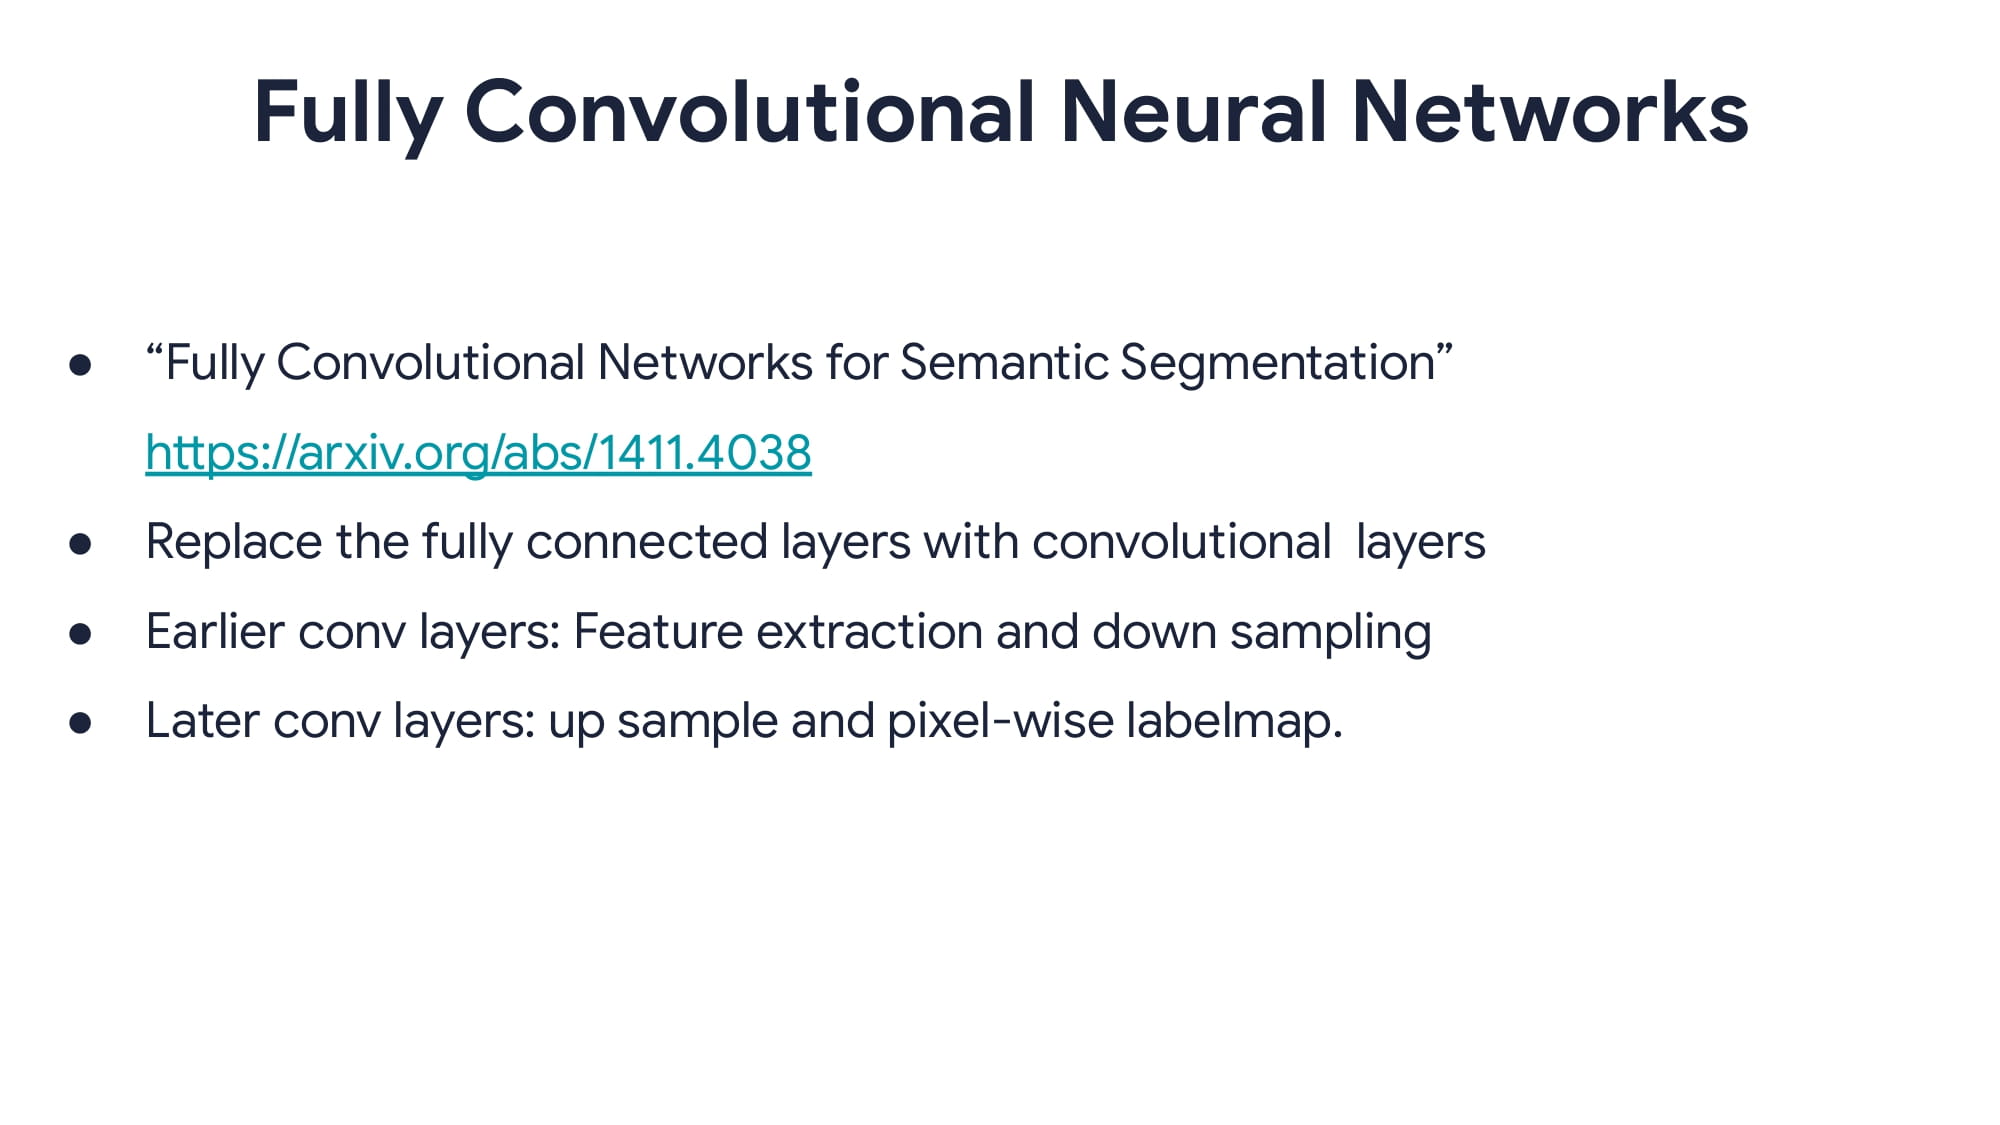 Fully Convolutional Neural Networks
● “Fully Convolutional Networks for Semantic Segmentation”
https://arxiv.org/abs/1411.4038
● Replace the fully connected layers with convolutional  layers
● Earlier conv layers: Feature extraction and down sampling
● Later conv layers: up sample and pixel-wise labelmap.